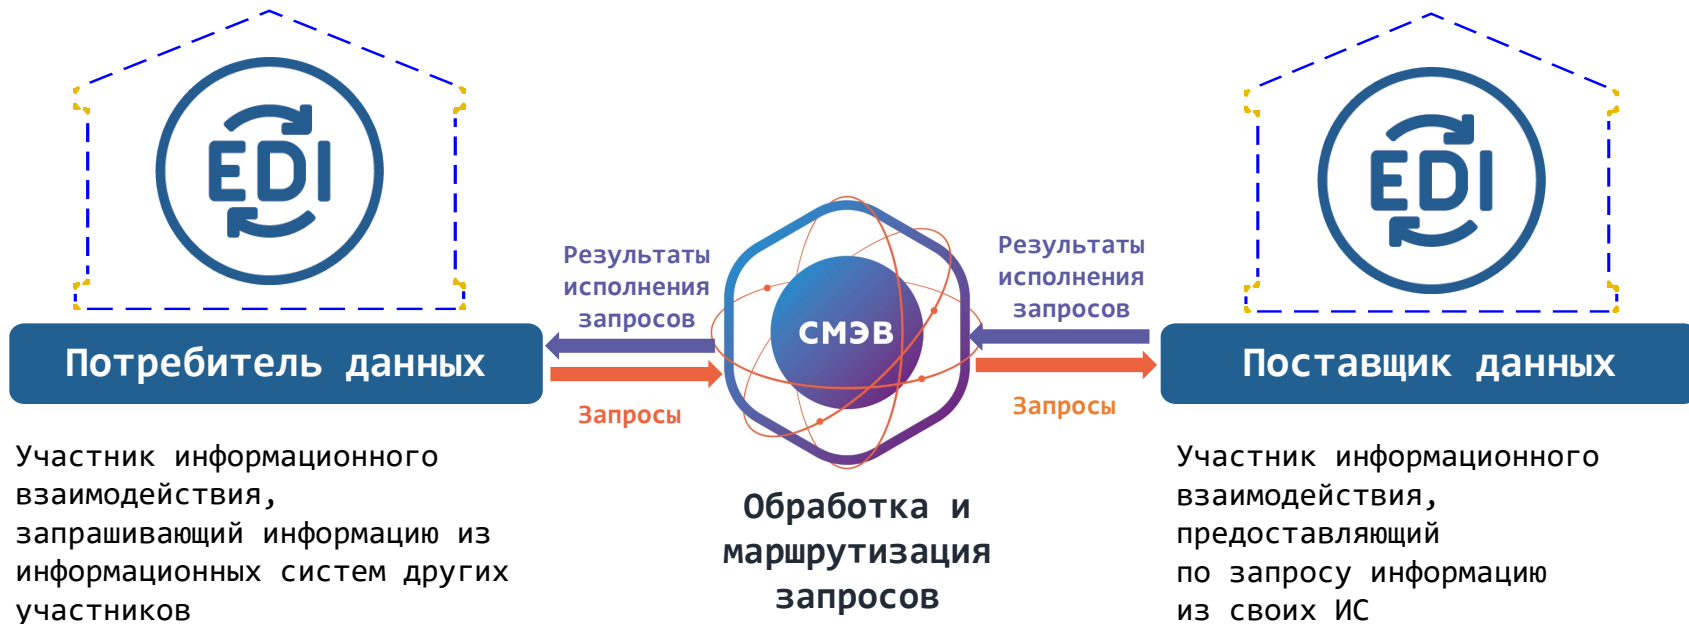 EDI
EDI
Результаты
исполнения
запросов
Результаты
исполнения
запросов
СМЭВ
Потребитель данных
Поставщик данных
Запросы
Запросы
Участник информационного
взаимодействия,
запрашивающий информацию из
информационных систем других
участников
Обработка и
маршрутизация
запросов
Участник информационного
взаимодействия,
предоставляющий
по запросу информацию
из своих ИС